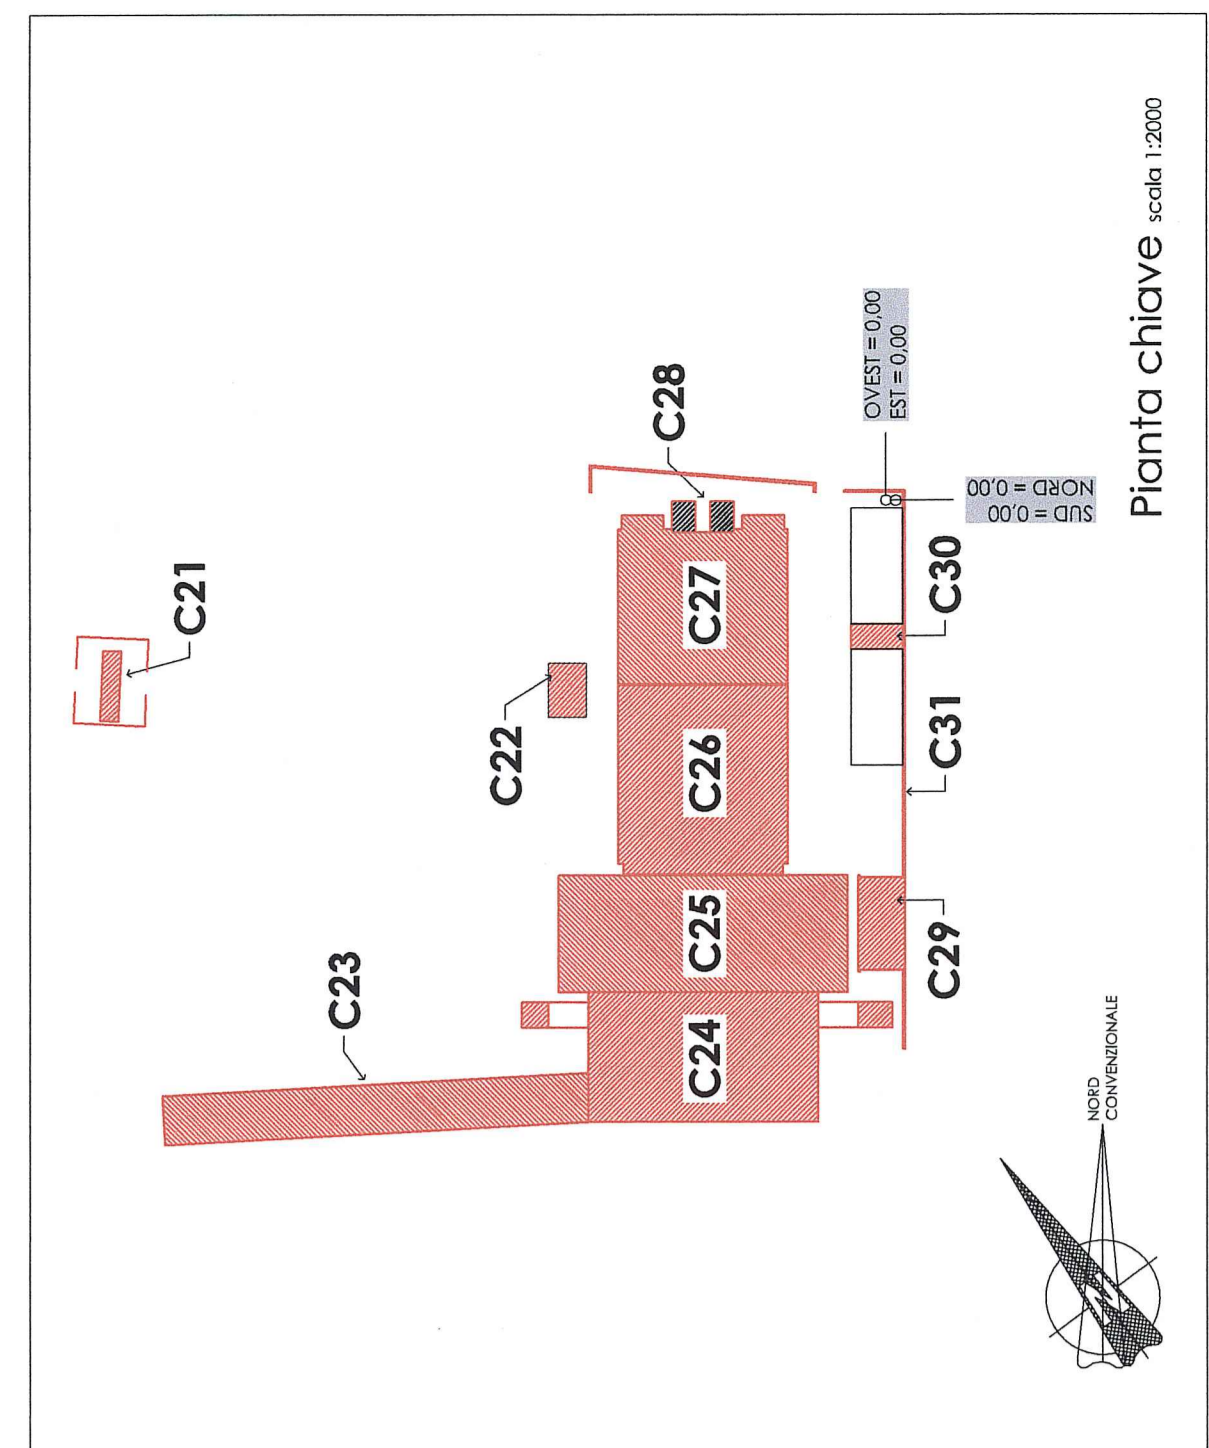 Pianta chiave scala 1:2000
C21
C22
C23
C24
C25
C26
C27
C28
C29
C30
C31
OVEST = 0,00
EST = 0,00
SUD = 0,00
NORD = 0,00
NORD
CONVENZIONALE
N